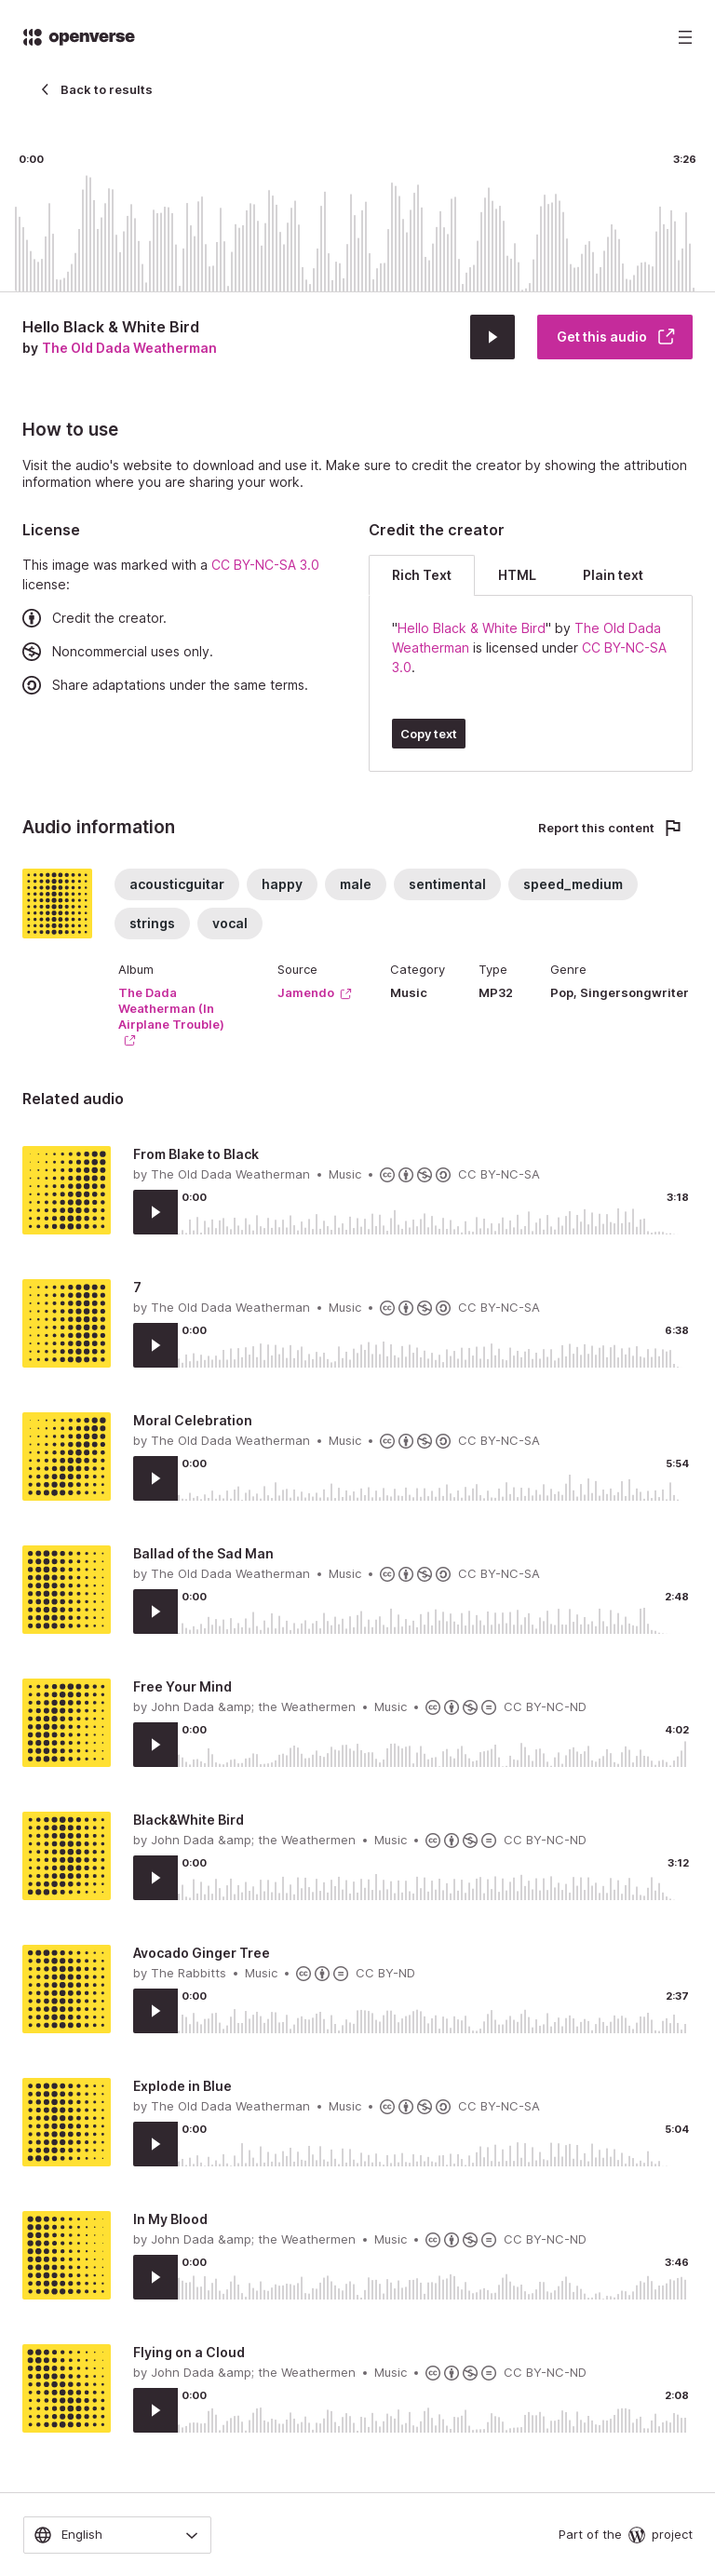 openverse
Back to results
0:00 3:26
Hello Black & White Bird
by The Old Dada Weatherman
Get this audio
How to use
Visit the audio's website to download and use it. Make sure to credit the creator by showing the attribution
information where you are sharing your work.
License
This image was marked with a CC BY-NC-SA 3.0
license:
Credit the creator.
Noncommercial uses only.
Share adaptations under the same terms.
Credit the creator
Rich Text HTML Plain text
"Hello Black & White Bird" by The Old Dada
Weatherman is licensed under CC BY-NC-SA
3.0.
Copy text
Audio information
Report this content
acousticguitar happy male sentimental speed_medium
strings vocal
Album
The Dada
Weatherman (In
Airplane Trouble)
Source
Jamendo
Category
Music
Type
MP32
Genre
Pop, Singersongwriter
Related audio
From Blake to Black
by The Old Dada Weatherman • Music • CC BY-NC-SA
0:00 3:18
7
by The Old Dada Weatherman • Music • CC BY-NC-SA
0:00 6:38
Moral Celebration
by The Old Dada Weatherman • Music • CC BY-NC-SA
0:00 5:54
Ballad of the Sad Man
by The Old Dada Weatherman • Music • CC BY-NC-SA
0:00 2:48
Free Your Mind
by John Dada &amp; the Weathermen • Music • CC BY-NC-ND
0:00 4:02
Black&White Bird
by John Dada &amp; the Weathermen • Music • CC BY-NC-ND
0:00 3:12
Avocado Ginger Tree
by The Rabbitts • Music • CC BY-ND
0:00 2:37
Explode in Blue
by The Old Dada Weatherman • Music • CC BY-NC-SA
0:00 5:04
In My Blood
by John Dada &amp; the Weathermen • Music • CC BY-NC-ND
0:00 3:46
Flying on a Cloud
by John Dada &amp; the Weathermen • Music • CC BY-NC-ND
0:00 2:08
English
Part of the project